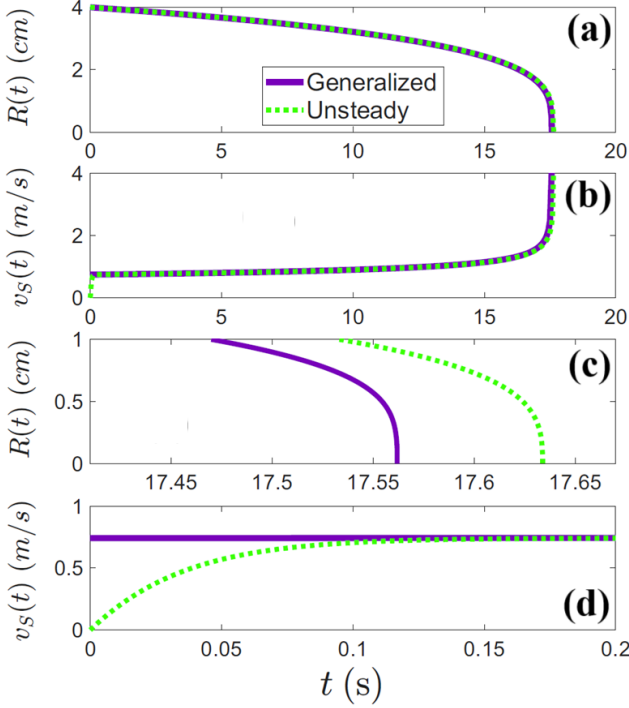 4
2
0
R(t) (cm)
(a)
Generalized
Unsteady
0 5 10 15 20
4
2
0
v_S(t) (m/s)
(b)
0 5 10 15 20
1
0.5
0
R(t) (cm)
(c)
17.45 17.5 17.55 17.6 17.65
1
0.5
0
v_S(t) (m/s)
(d)
0 0.05 0.1 0.15 0.2
t (s)